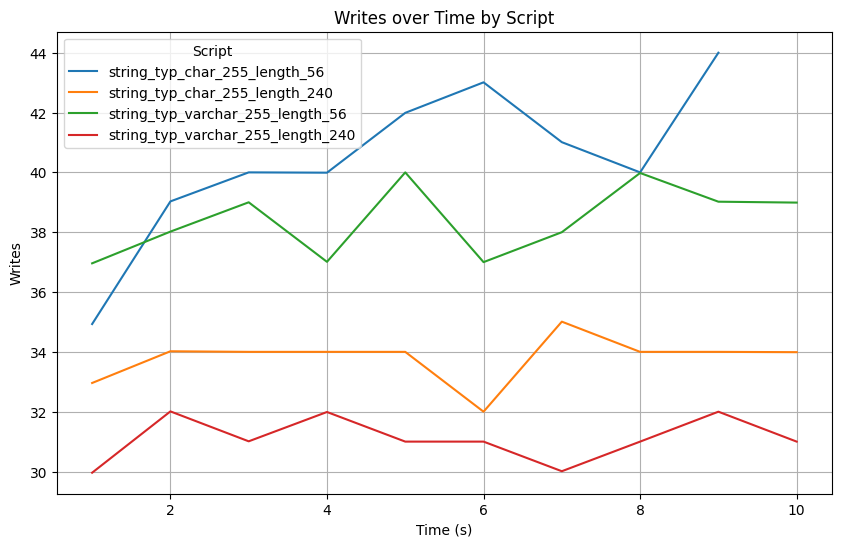 Writes over Time by Script
Script
string_typ_char_255_length_56
string_typ_char_255_length_240
string_typ_varchar_255_length_56
string_typ_varchar_255_length_240
44
42
40
38
36
34
32
30
Writes
2 4 6 8 10
Time (s)